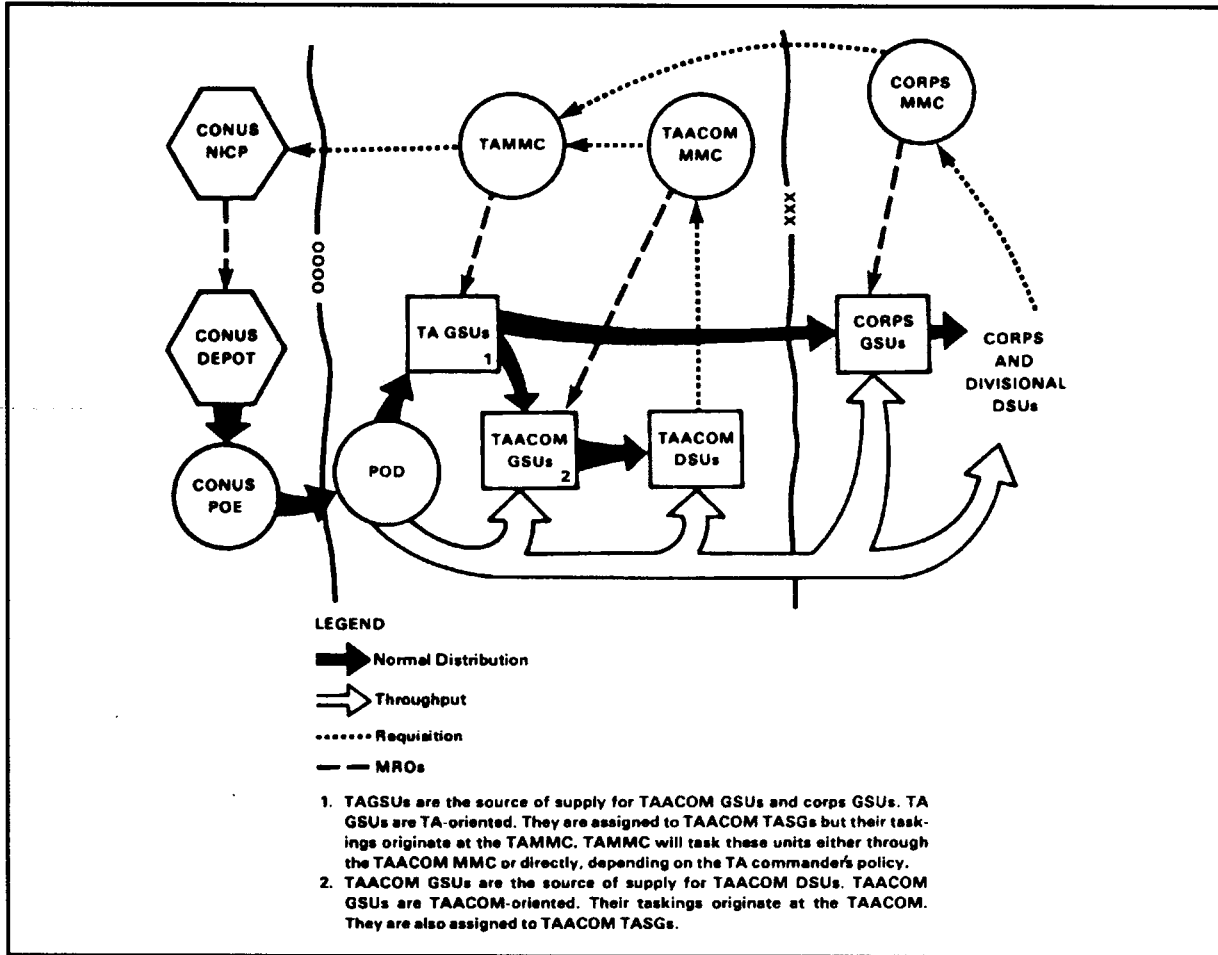 CORPS
MMC
CONUS
NICP
TAMMC
TAACOM
MMC
OOOO
XXX
CONUS
DEPOT
TA GSUs
1
CORPS
GSUs
CORPS
AND
DIVISIONAL
DSUs
TAACOM
GSUs
2
TAACOM
DSUs
POD
CONUS
POE
LEGEND
Normal Distribution
Throughput
Requisition
MROs
1. TAGSUs are the source of supply for TAACOM GSUs and corps GSUs. TA
GSUs are TA-oriented. They are assigned to TAACOM TASGs but their task-
ings originate at the TAMMC. TAMMC will task these units either through
the TAACOM MMC or directly, depending on the TA commander's policy.
2. TAACOM GSUs are the source of supply for TAACOM DSUs. TAACOM
GSUs are TAACOM-oriented. Their taskings originate at the TAACOM.
They are also assigned to TAACOM TASGs.